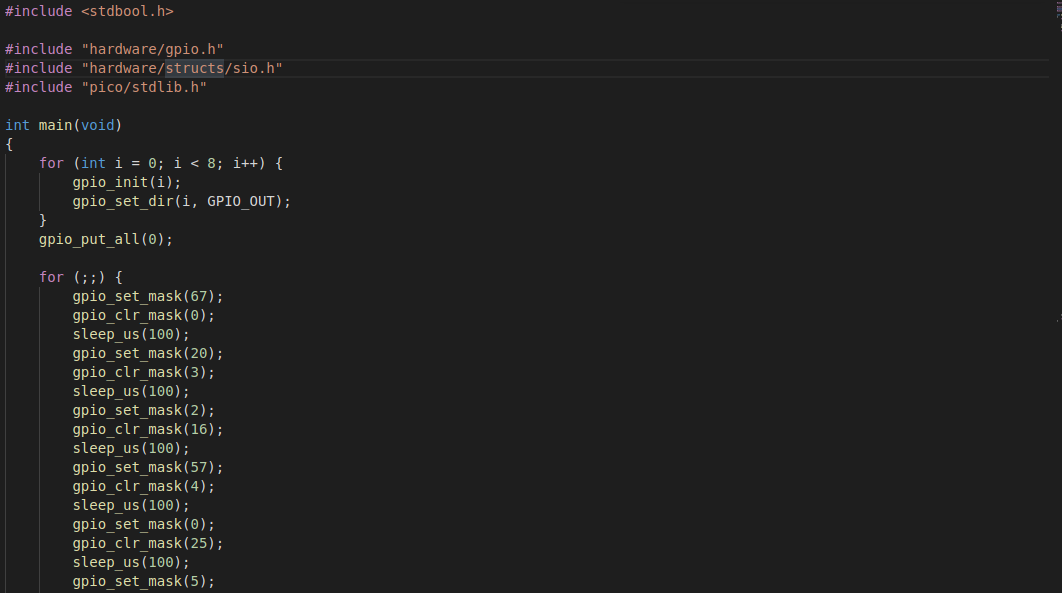 #include <stdbool.h>
#include "hardware/gpio.h"
#include "hardware/structs/sio.h"
#include "pico/stdlib.h"
int main(void)
{
for (int i = 0; i < 8; i++) {
gpio_init(i);
gpio_set_dir(i, GPIO_OUT);
}
gpio_put_all(0);
for (;;) {
gpio_set_mask(67);
gpio_clr_mask(0);
sleep_us(100);
gpio_set_mask(20);
gpio_clr_mask(3);
sleep_us(100);
gpio_set_mask(2);
gpio_clr_mask(16);
sleep_us(100);
gpio_set_mask(57);
gpio_clr_mask(4);
sleep_us(100);
gpio_set_mask(0);
gpio_clr_mask(25);
sleep_us(100);
gpio_set_mask(5);